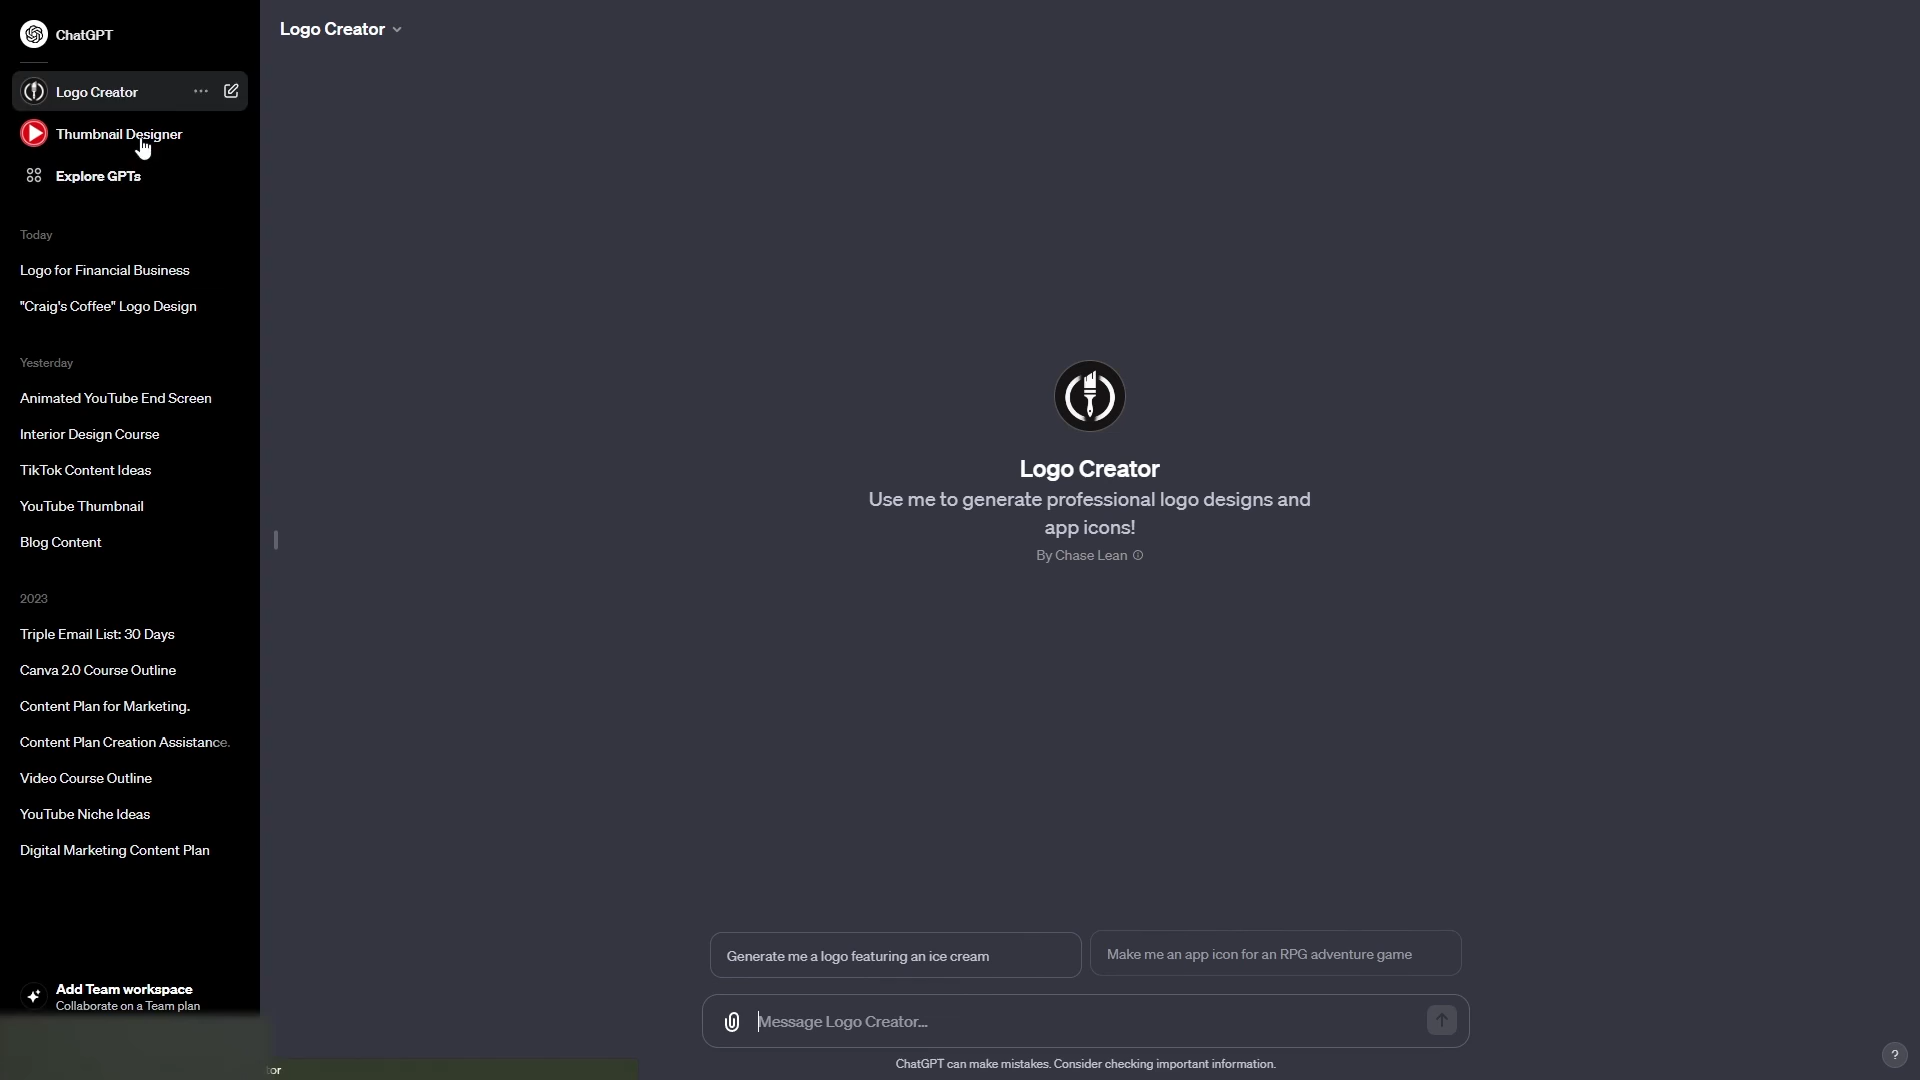 ChatGPT
Logo Creator
Thumbnail Designer
Explore GPTs
Today
Logo for Financial Business
"Craig's Coffee" Logo Design
Yesterday
Animated YouTube End Screen
Interior Design Course
TikTok Content Ideas
YouTube Thumbnail
Blog Content
2023
Triple Email List: 30 Days
Canva 2.0 Course Outline
Content Plan for Marketing.
Content Plan Creation Assistance.
Video Course Outline
YouTube Niche Ideas
Digital Marketing Content Plan
Add Team workspace
Collaborate on a Team plan
tor
Logo Creator
Logo Creator
Use me to generate professional logo designs and
app icons!
By Chase Lean
Generate me a logo featuring an ice cream
Make me an app icon for an RPG adventure game
Message Logo Creator...
ChatGPT can make mistakes. Consider checking important information.
?